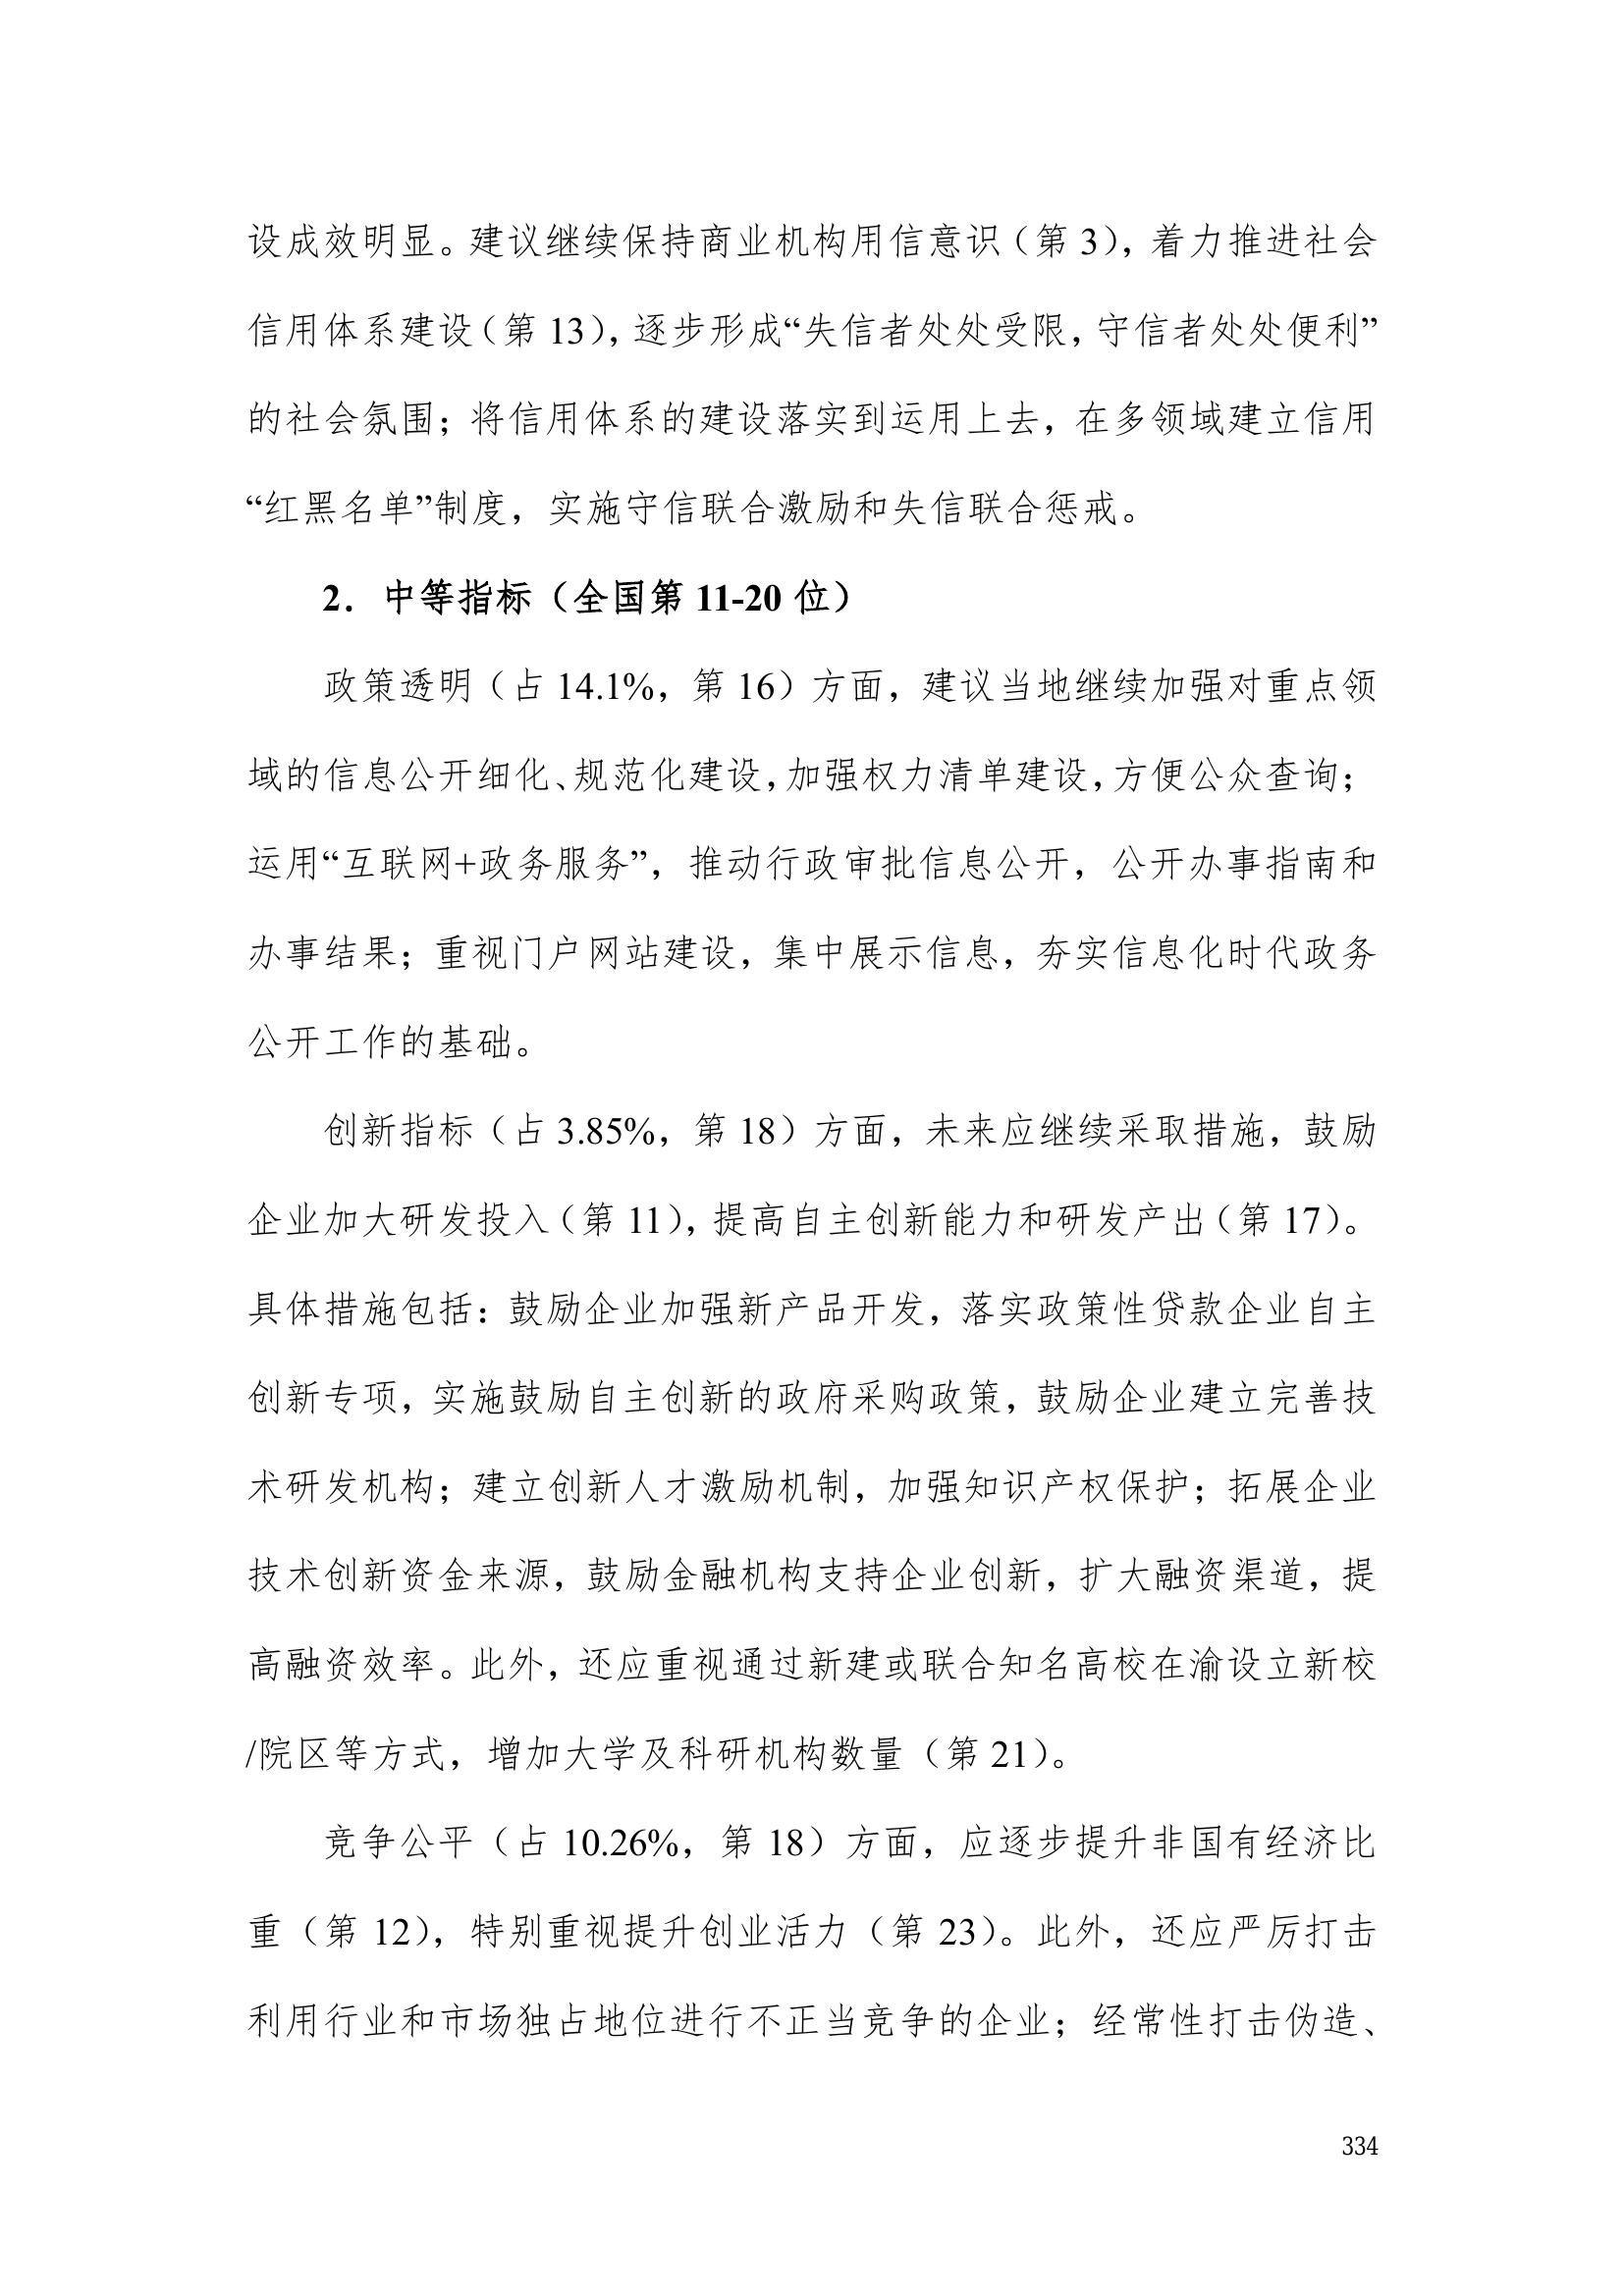 设成效明显。建议继续保持商业机构用信意识（第 3），着力推进社会
信用体系建设（第 13），逐步形成“失信者处处受限，守信者处处便利”
的社会氛围；将信用体系的建设落实到运用上去，在多领域建立信用
“红黑名单”制度，实施守信联合激励和失信联合惩戒。
2．中等指标（全国第 11-20 位）
政策透明（占 14.1%，第 16）方面，建议当地继续加强对重点领
域的信息公开细化、规范化建设，加强权力清单建设，方便公众查询；
运用“互联网+政务服务”，推动行政审批信息公开，公开办事指南和
办事结果；重视门户网站建设，集中展示信息，夯实信息化时代政务
公开工作的基础。
创新指标（占 3.85%，第 18）方面，未来应继续采取措施，鼓励
企业加大研发投入（第 11），提高自主创新能力和研发产出（第 17）。
具体措施包括：鼓励企业加强新产品开发，落实政策性贷款企业自主
创新专项，实施鼓励自主创新的政府采购政策，鼓励企业建立完善技
术研发机构；建立创新人才激励机制，加强知识产权保护；拓展企业
技术创新资金来源，鼓励金融机构支持企业创新，扩大融资渠道，提
高融资效率。此外，还应重视通过新建或联合知名高校在渝设立新校
/院区等方式，增加大学及科研机构数量（第 21）。
竞争公平（占 10.26%，第 18）方面，应逐步提升非国有经济比
重（第 12），特别重视提升创业活力（第 23）。此外，还应严厉打击
利用行业和市场独占地位进行不正当竞争的企业；经常性打击伪造、
334